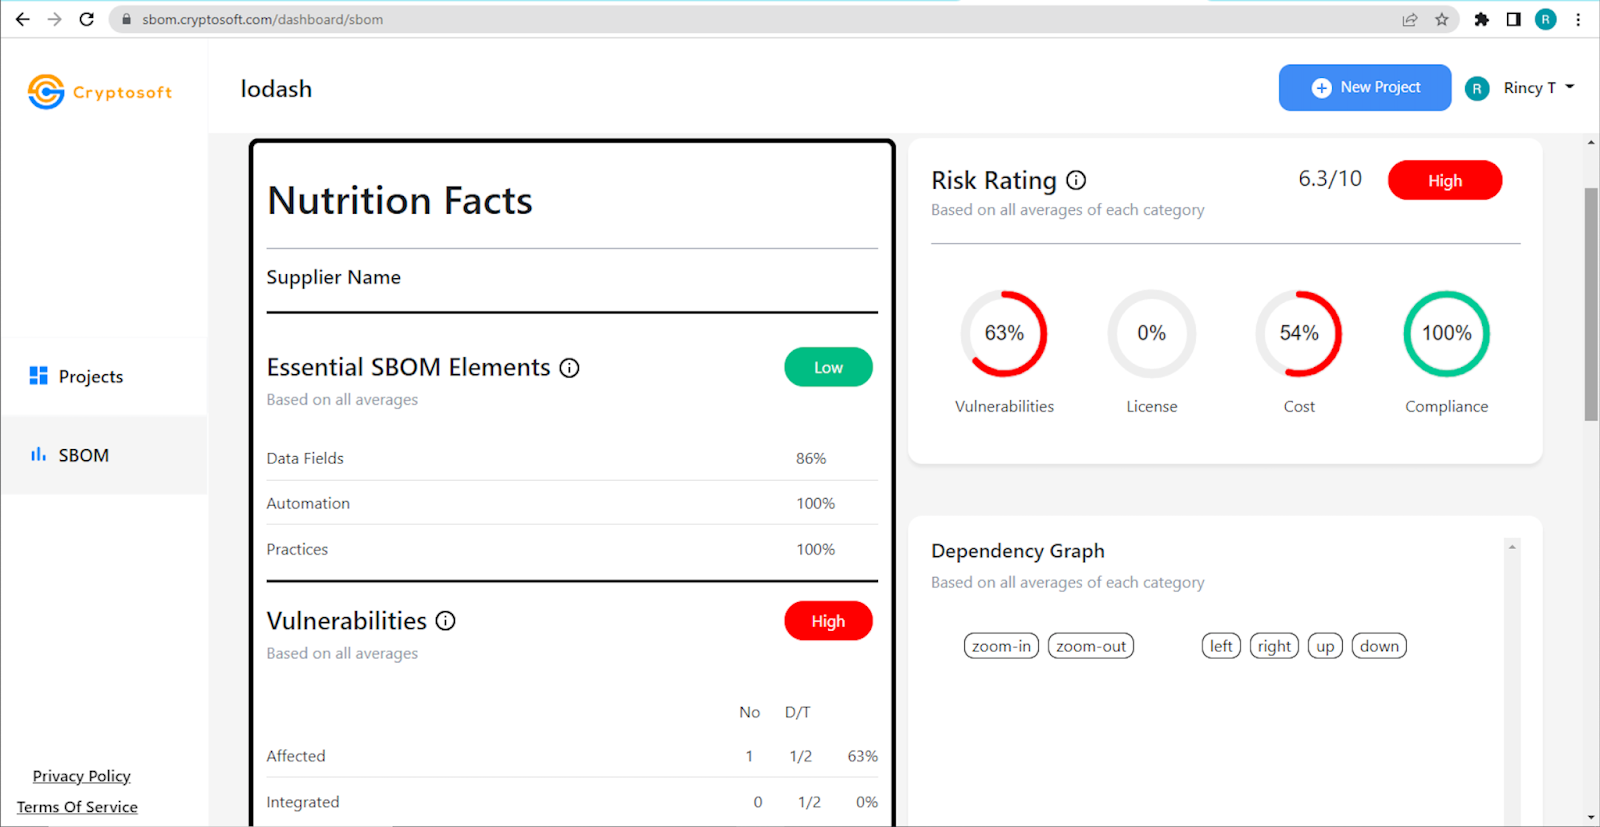 sbom.cryptosoft.com/dashboard/sbom
R
Cryptosoft
lodash
New Project
R
Rincy T
Projects
SBOM
Privacy Policy
Terms Of Service
Nutrition Facts
Supplier Name
Essential SBOM Elements
Low
Based on all averages
Data Fields 86%
Automation 100%
Practices 100%
Vulnerabilities
High
Based on all averages
No D/T
Affected 1 1/2 63%
Integrated 0 1/2 0%
Risk Rating
6.3/10
High
Based on all averages of each category
63% 0% 54% 100%
Vulnerabilities License Cost Compliance
Dependency Graph
Based on all averages of each category
zoom-in zoom-out left right up down